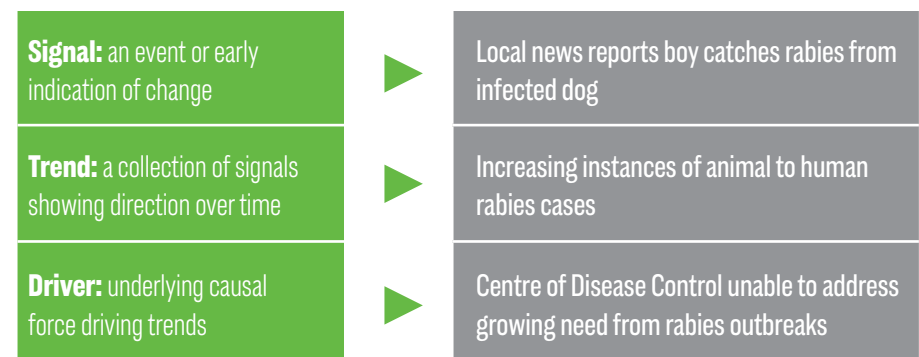 Signal: an event or early
indication of change
Local news reports boy catches rabies from
infected dog
Trend: a collection of signals
showing direction over time
Increasing instances of animal to human
rabies cases
Driver: underlying causal
force driving trends
Centre of Disease Control unable to address
growing need from rabies outbreaks